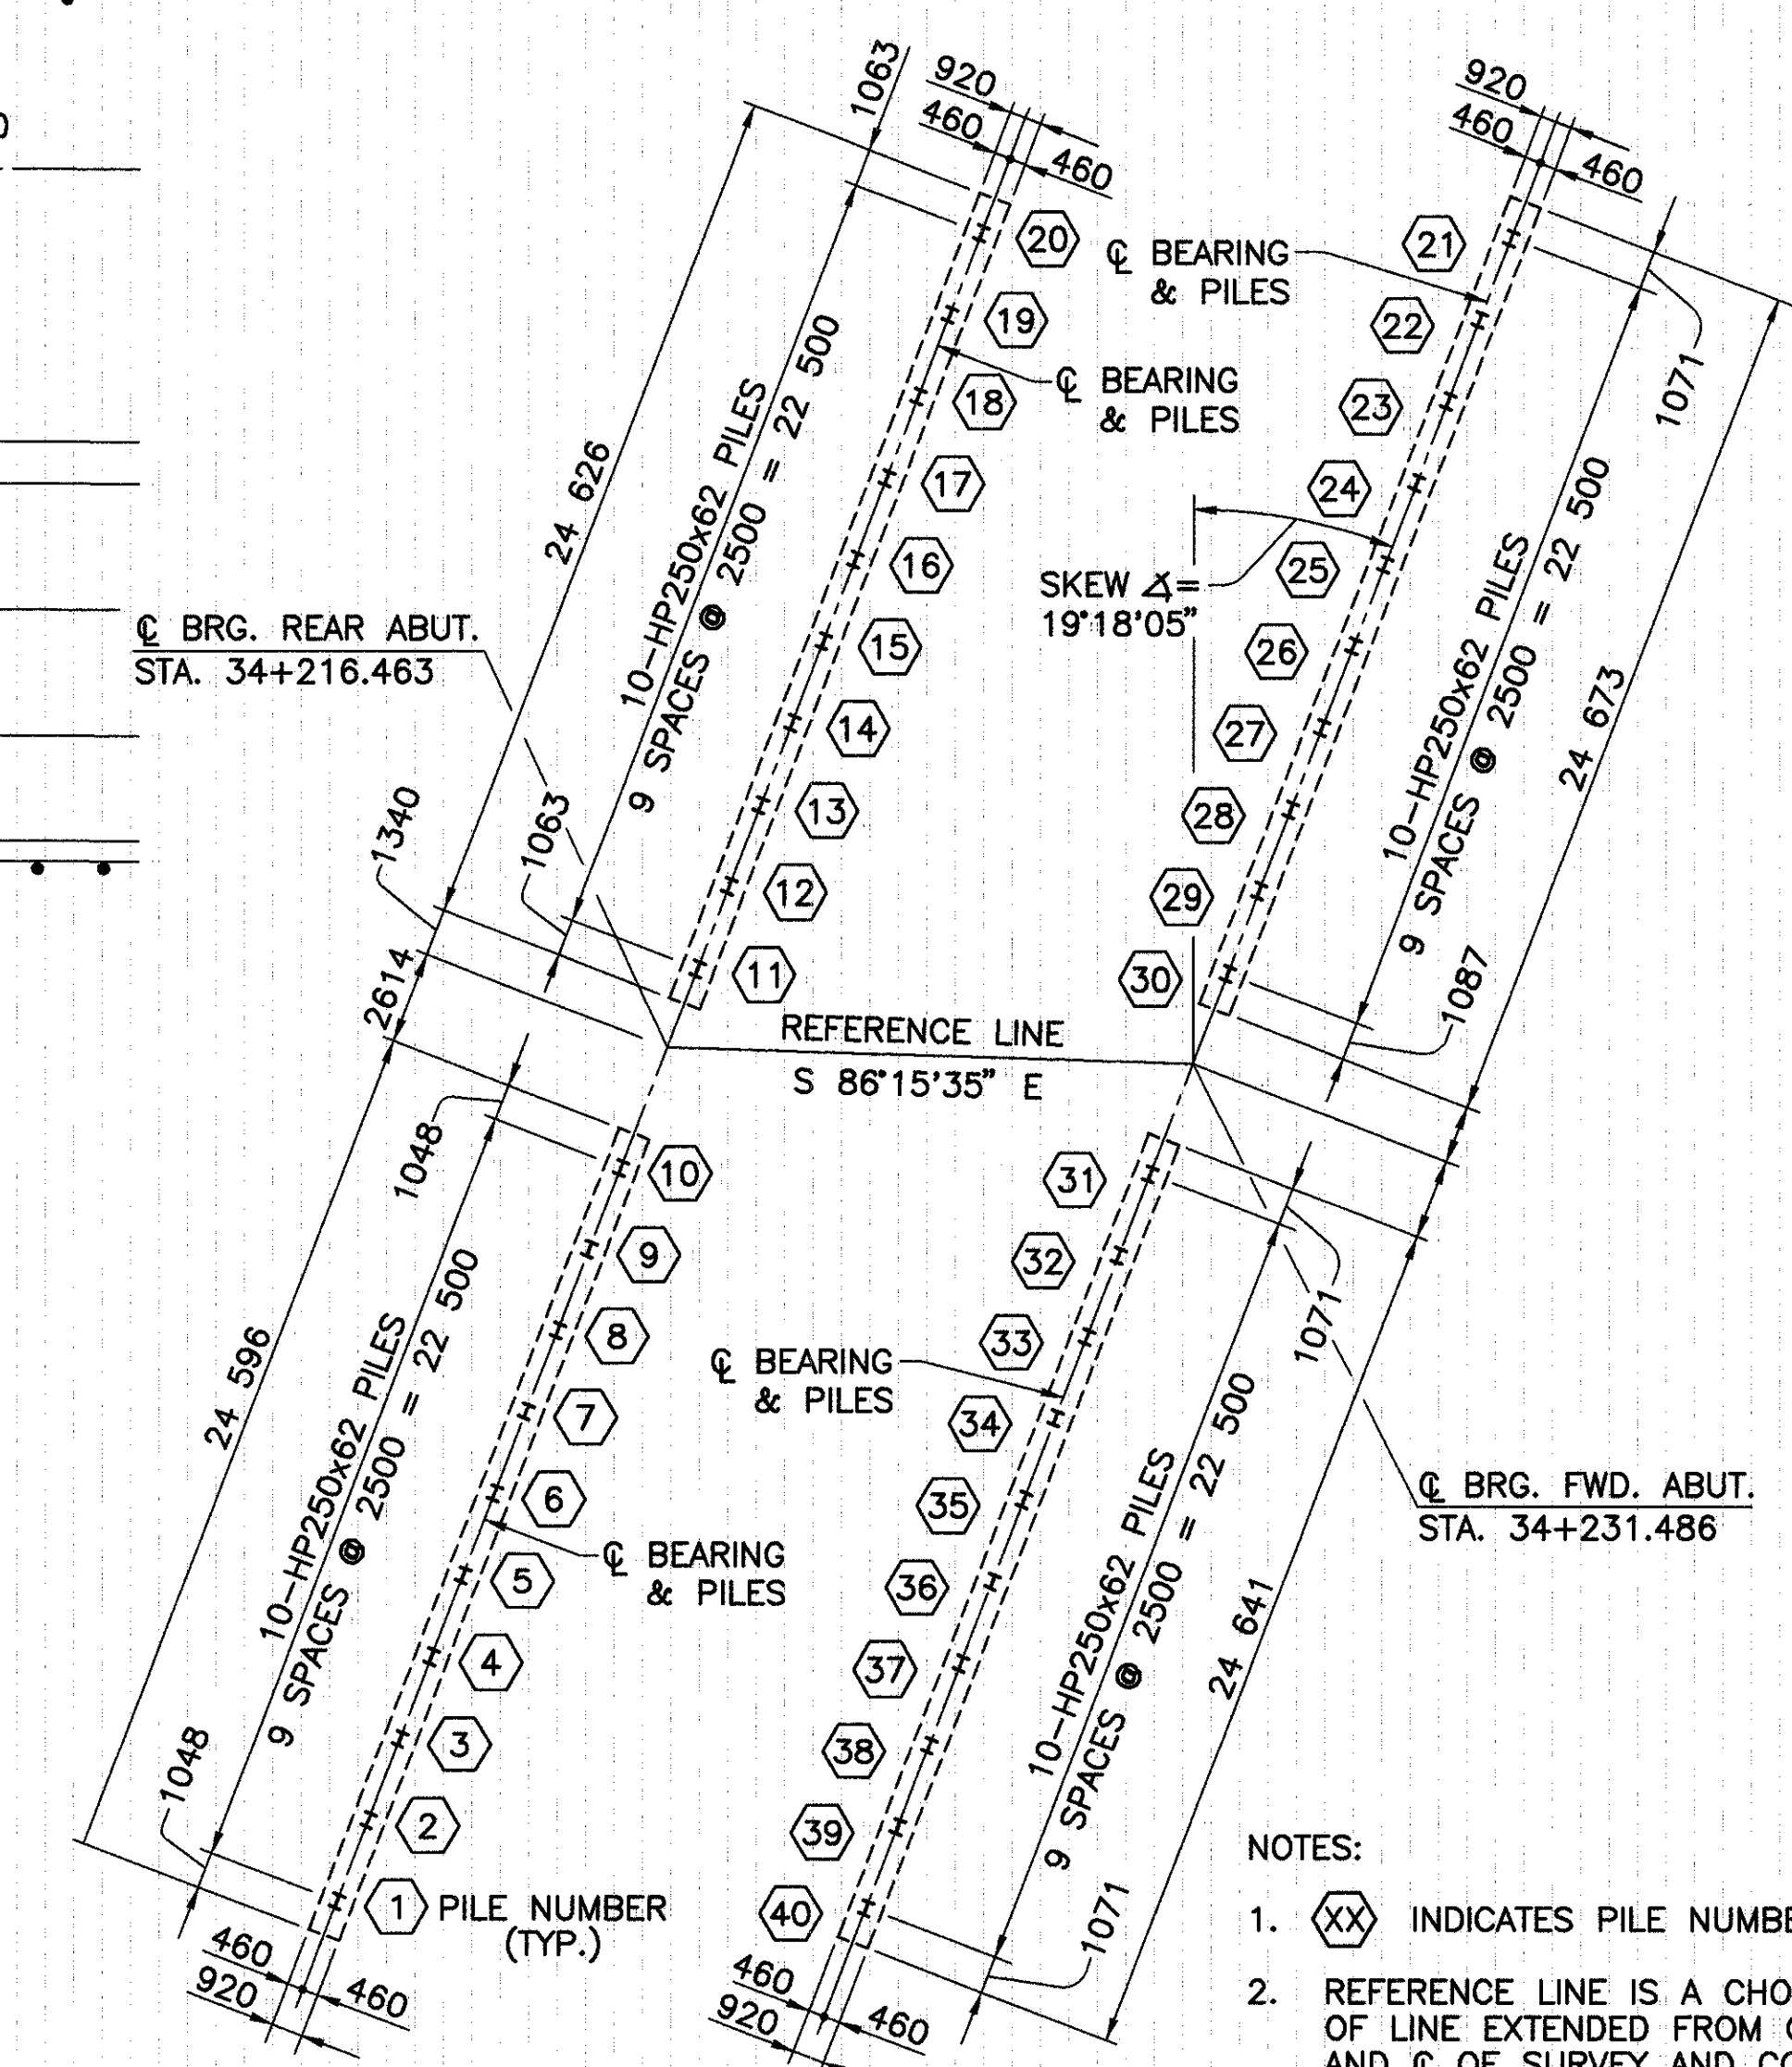 1063
920
460
460
920
460
460
20
21
℄ BEARING
& PILES
19
22
℄ BEARING
& PILES
18
23
1071
17
24
24 626
10-HP250x62 PILES
9 SPACES @ 2500 = 22 500
16
25
SKEW ∡=
19°18'05"
15
26
℄ BRG. REAR ABUT.
STA. 34+216.463
14
27
10-HP250x62 PILES
9 SPACES @ 2500 = 22 500
24 673
13
28
1340
1063
12
29
11
30
1087
2614
REFERENCE LINE
S 86°15'35" E
1048
10
31
9
32
8
33
1071
℄ BEARING
& PILES
24 596
10-HP250x62 PILES
9 SPACES @ 2500 = 22 500
7
34
6
35
℄ BRG. FWD. ABUT.
STA. 34+231.486
℄ BEARING
& PILES
5
36
10-HP250x62 PILES
9 SPACES @ 2500 = 22 500
24 641
4
37
3
38
1048
2
39
1
PILE NUMBER
(TYP.)
40
1071
460
920
460
460
920
460
NOTES:
1. XX INDICATES PILE
2. REFERENCE LINE IS A
OF LINE EXTENDED FROM
AND ℄ OF SURVEY AND